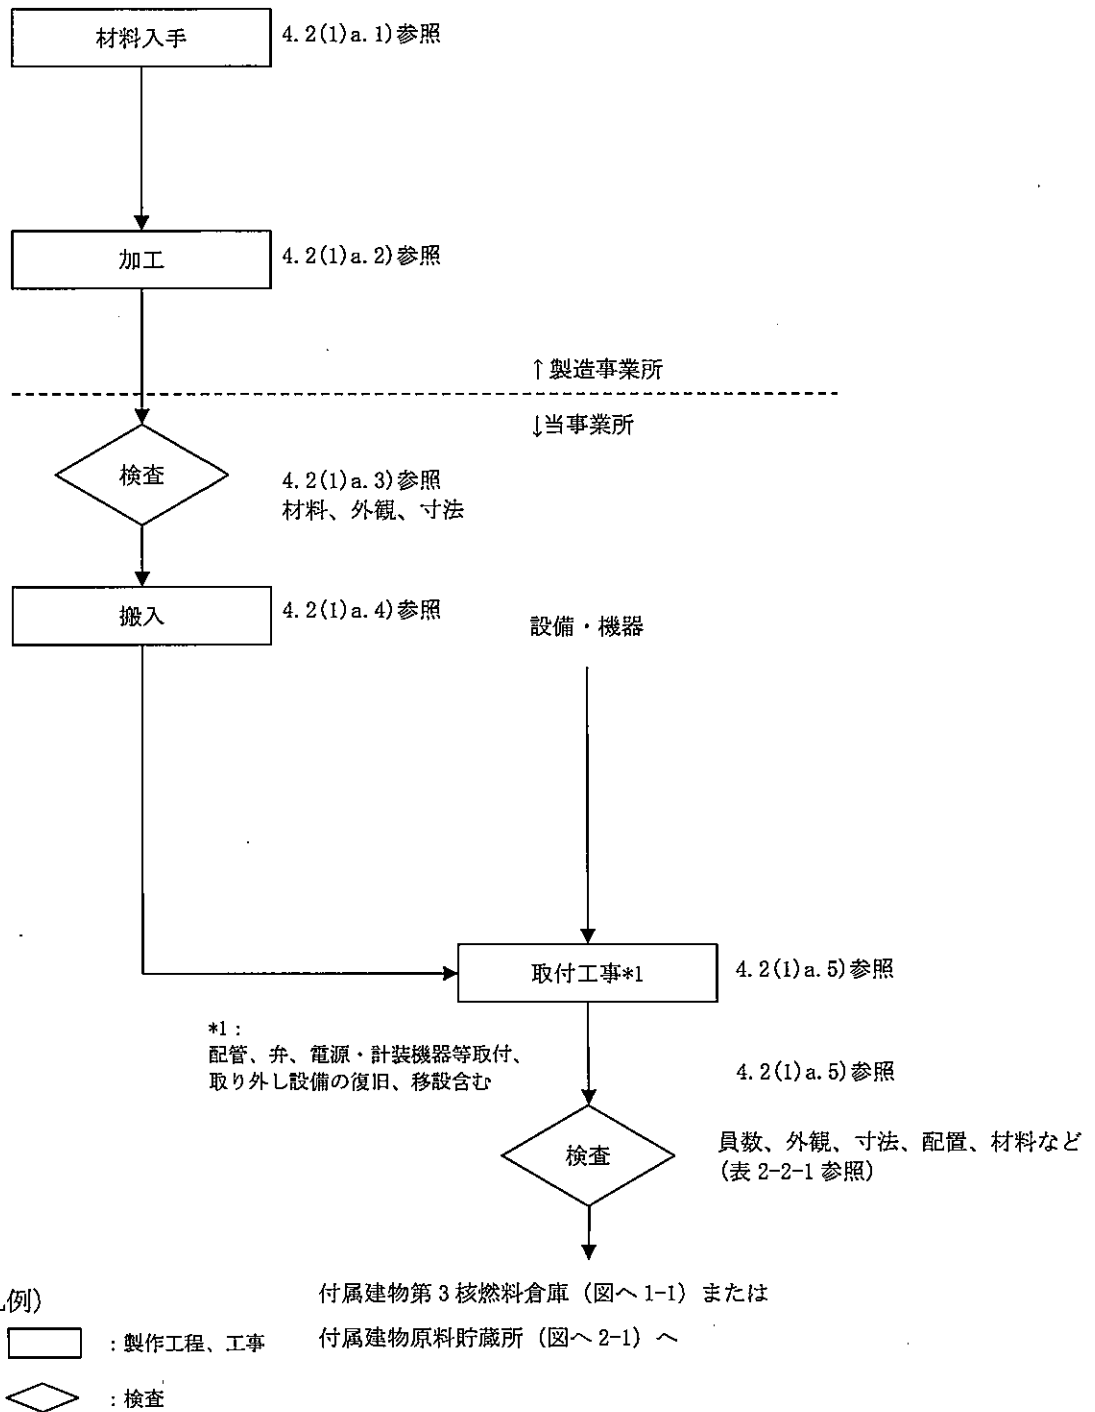 材料入手
4.2(1)a.1)参照
加工
4.2(1)a.2)参照
↑製造事業所
↓当事業所
検査
4.2(1)a.3)参照
材料、外観、寸法
搬入
4.2(1)a.4)参照
設備・機器
取付工事*1
4.2(1)a.5)参照
*1:
配管、弁、電源・計装機器等取付、
取り外し設備の復旧、移設含む
4.2(1)a.5)参照
検査
員数、外観、寸法、配置、材料など
(表 2-2-1 参照)
付属建物第3核燃料倉庫（図へ 1-1）または
付属建物原料貯蔵所（図へ 2-1）へ
例）
：製作工程、工事
：検査